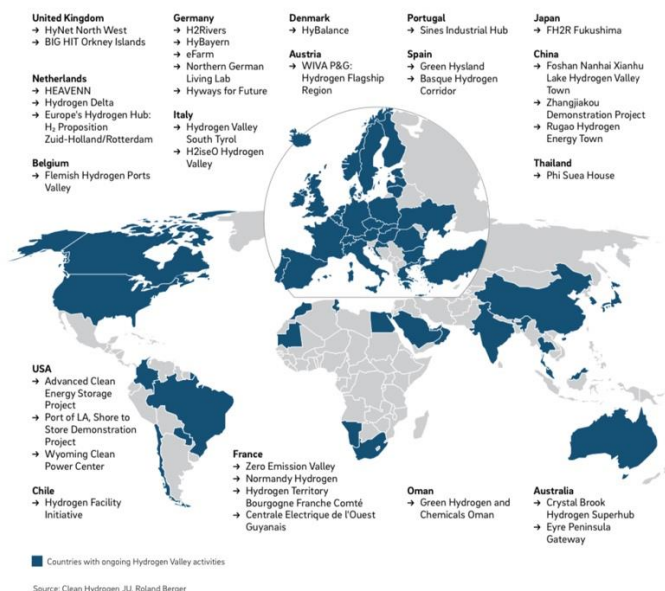 United Kingdom
→ HyNet North West
→ BIG HIT Orkney Islands
Netherlands
→ HEAVENN
→ Hydrogen Delta
→ Europe's Hydrogen Hub:
H₂ Proposition
Zuid-Holland/Rotterdam
Belgium
→ Flemish Hydrogen Ports
Valley
Germany
→ H2Rivers
→ HyBayern
→ eFarm
→ Northern German
Living Lab
→ Hyways for Future
Italy
→ Hydrogen Valley
South Tyrol
→ H2iseO Hydrogen
Valley
Denmark
→ HyBalance
Austria
→ WIVA P&G:
Hydrogen Flagship
Region
Portugal
→ Sines Industrial Hub
Spain
→ Green Hysland
→ Basque Hydrogen
Corridor
Japan
→ FH2R Fukushima
China
→ Foshan Nanhai Xianhu
Lake Hydrogen Valley
Town
→ Zhangjiakou
Demonstration Project
→ Rugao Hydrogen
Energy Town
Thailand
→ Phi Suea House
USA
→ Advanced Clean
Energy Storage
Project
→ Port of LA, Shore to
Store Demonstration
Project
→ Wyoming Clean
Power Center
Chile
→ Hydrogen Facility
Initiative
France
→ Zero Emission Valley
→ Normandy Hydrogen
→ Hydrogen Territory
Bourgogne Franche Comté
→ Centrale Electrique de l'Ouest
Guyanais
Oman
→ Green Hydrogen and
Chemicals Oman
Australia
→ Crystal Brook
Hydrogen Superhub
→ Eyre Peninsula
Gateway
Countries with ongoing Hydrogen Valley activities
Source: Clean Hydrogen JU, Roland Berger